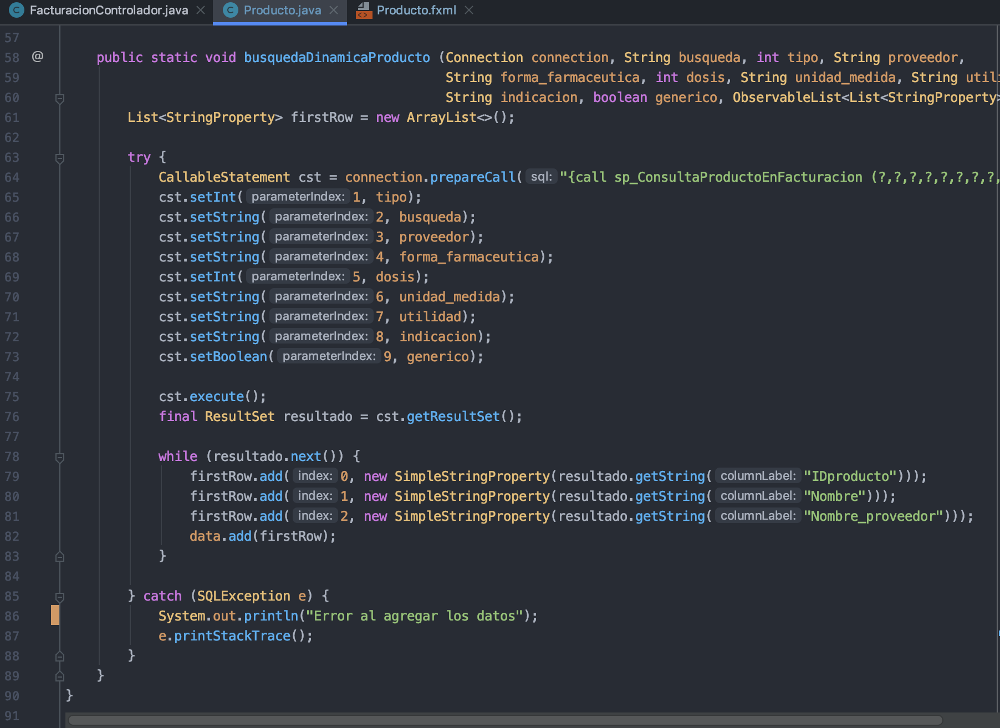 FacturacionControlador.java Producto.java Producto.fxml
57
58 @ public static void busquedaDinamicaProducto (Connection connection, String busqueda, int tipo, String proveedor,
59 String forma_farmaceutica, int dosis, String unidad_medida, String utili
60 String indicacion, boolean generico, ObservableList<List<StringProperty>
61 List<StringProperty> firstRow = new ArrayList<>();
62
63 try {
64 CallableStatement cst = connection.prepareCall( sql: "{call sp_ConsultaProductoEnFacturacion (?,?,?,?,?,?,?,?,
65 cst.setInt( parameterIndex: 1, tipo);
66 cst.setString( parameterIndex: 2, busqueda);
67 cst.setString( parameterIndex: 3, proveedor);
68 cst.setString( parameterIndex: 4, forma_farmaceutica);
69 cst.setInt( parameterIndex: 5, dosis);
70 cst.setString( parameterIndex: 6, unidad_medida);
71 cst.setString( parameterIndex: 7, utilidad);
72 cst.setString( parameterIndex: 8, indicacion);
73 cst.setBoolean( parameterIndex: 9, generico);
74
75 cst.execute();
76 final ResultSet resultado = cst.getResultSet();
77
78 while (resultado.next()) {
79 firstRow.add( index: 0, new SimpleStringProperty(resultado.getString( columnLabel: "IDproducto")));
80 firstRow.add( index: 1, new SimpleStringProperty(resultado.getString( columnLabel: "Nombre")));
81 firstRow.add( index: 2, new SimpleStringProperty(resultado.getString( columnLabel: "Nombre_proveedor")));
82 data.add(firstRow);
83 }
84
85 } catch (SQLException e) {
86 System.out.println("Error al agregar los datos");
87 e.printStackTrace();
88 }
89 }
90 }
91